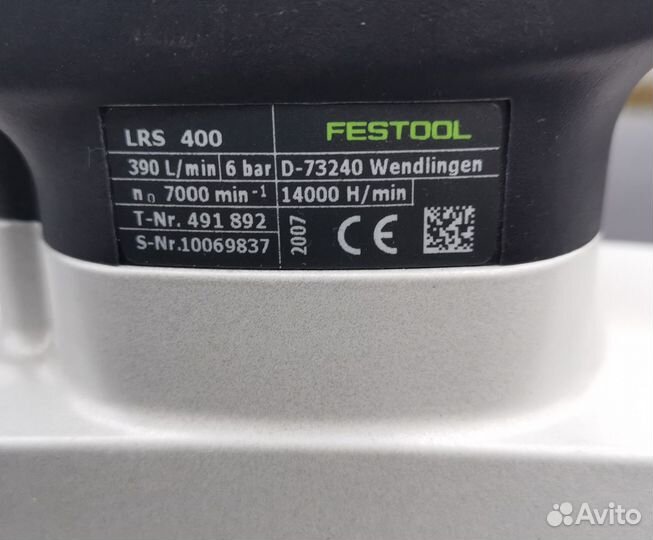 LRS 400 FESTOOL
390 L/min 6 bar D-73240 Wendlingen
n₀ 7000 min⁻¹ 14000 H/min
T-Nr. 491 892
S-Nr.10069837
2007
CE
Avito